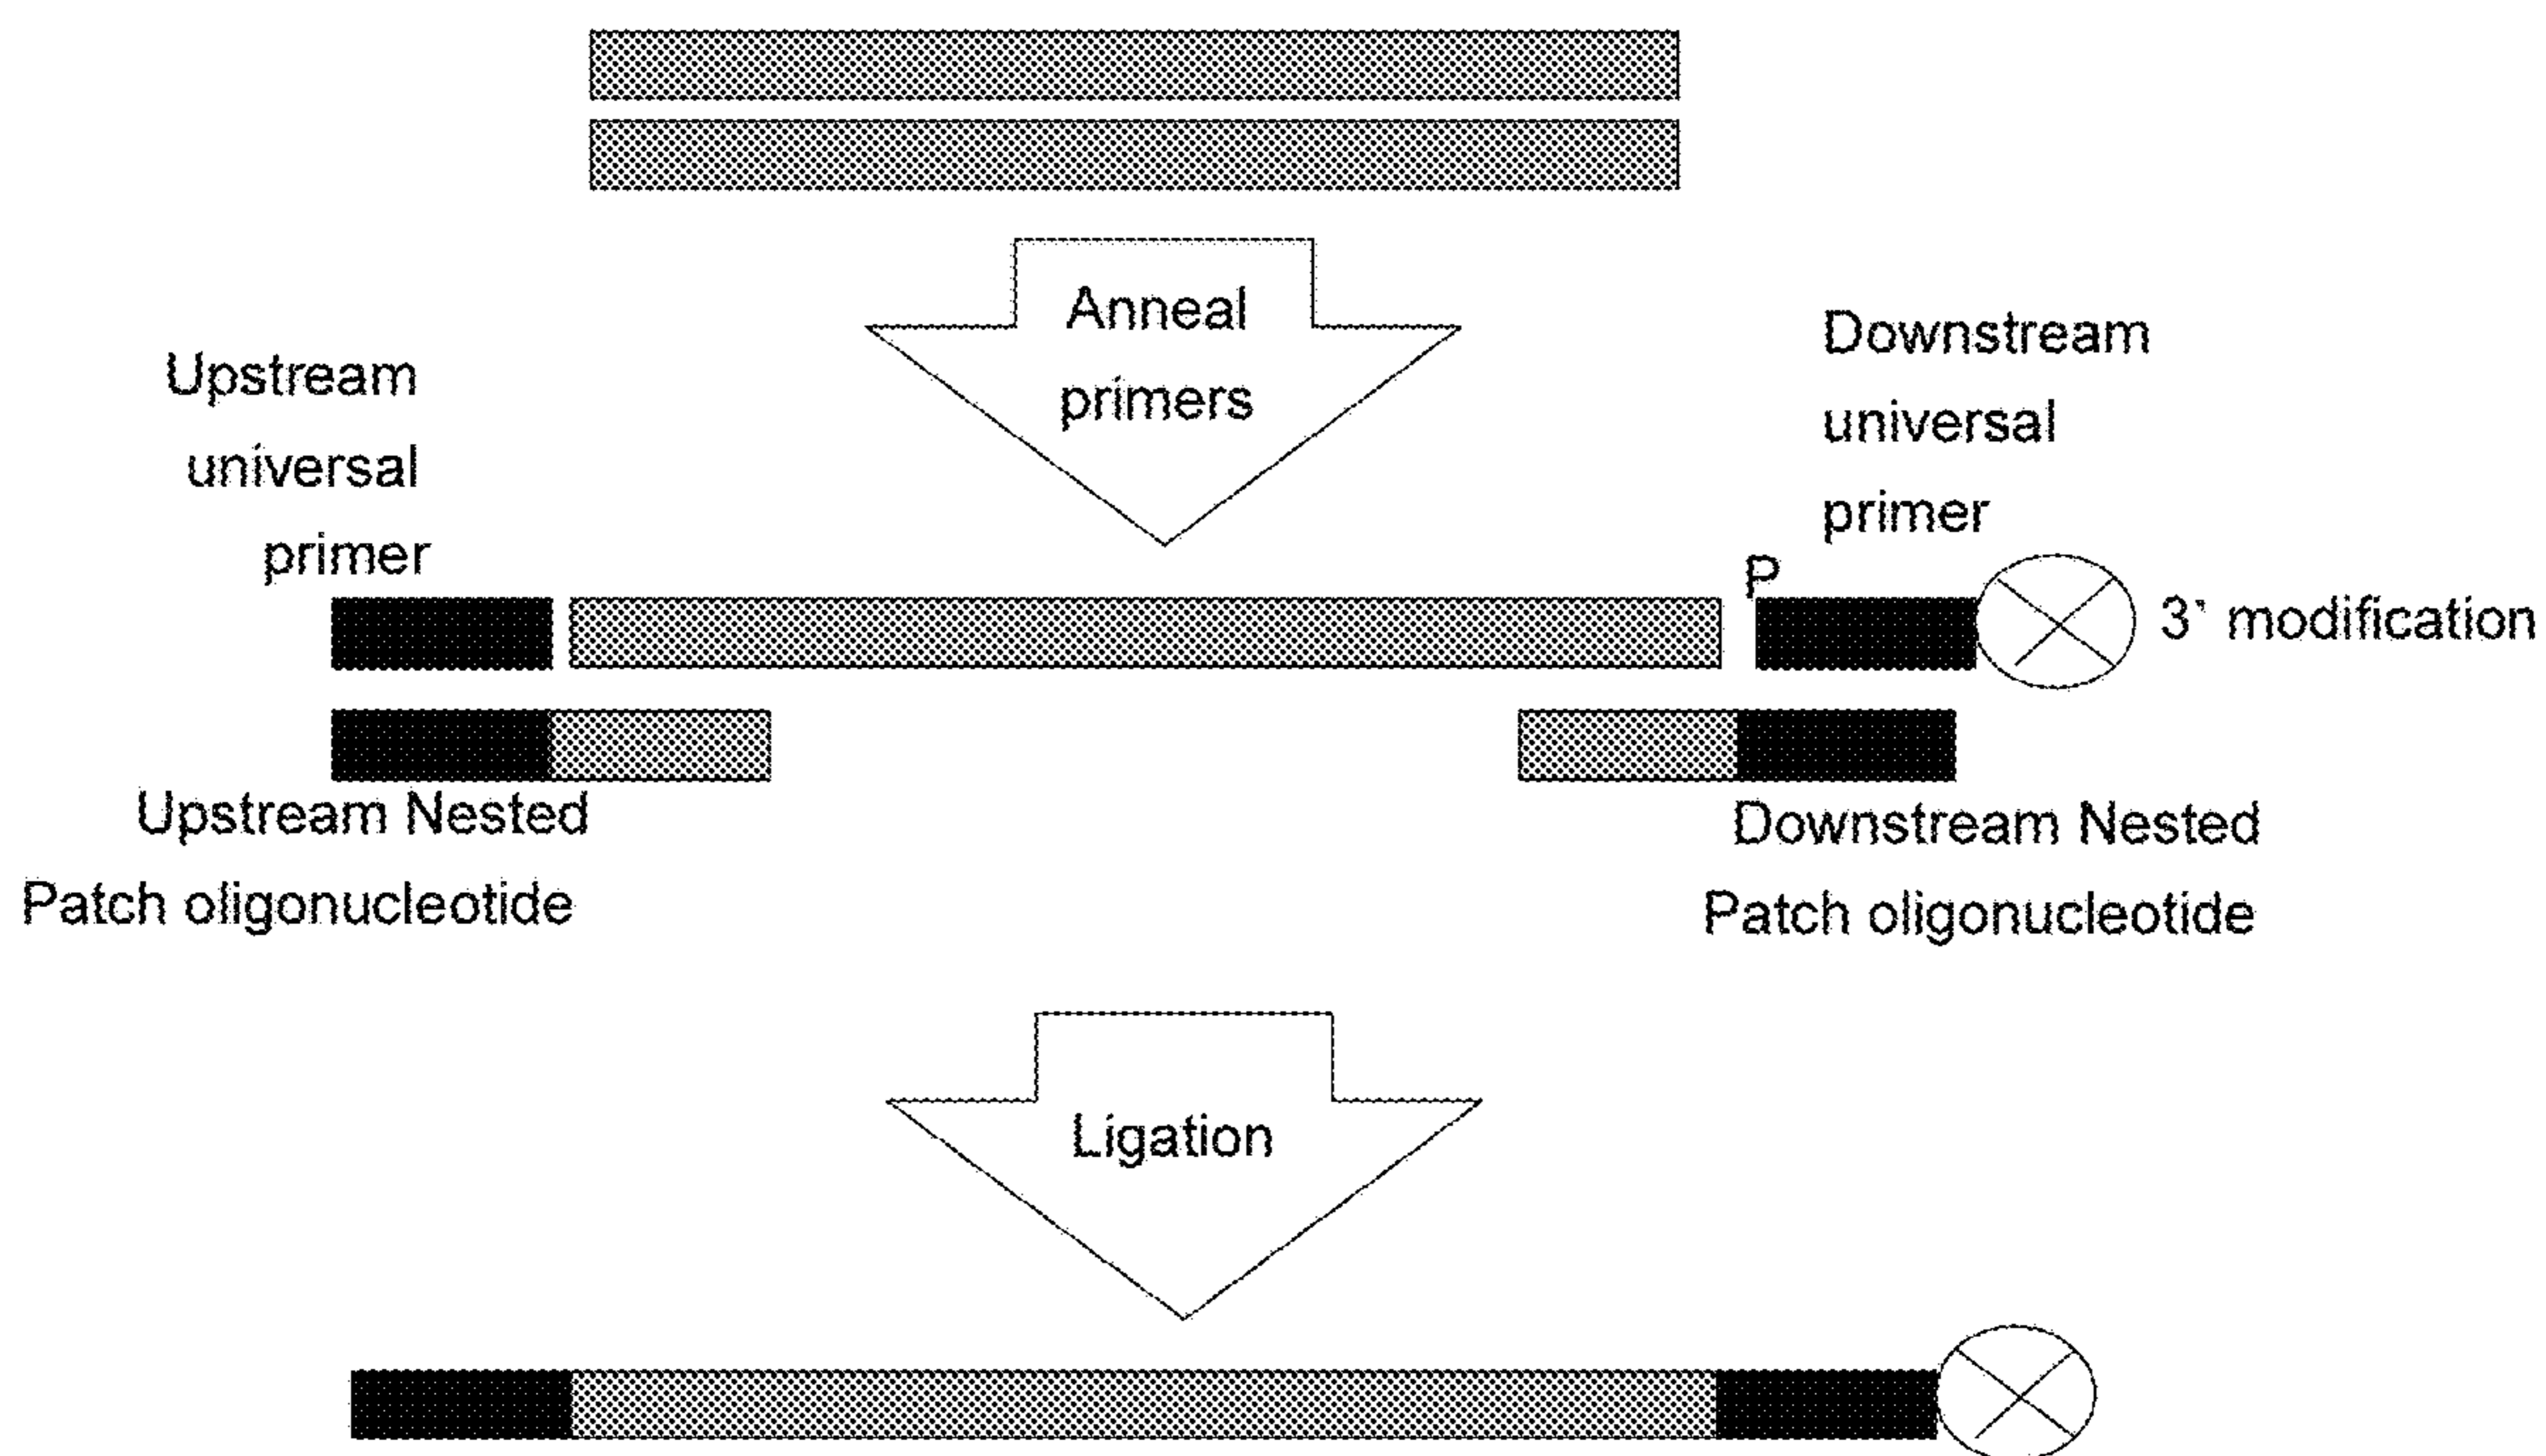 Anneal
primers
Upstream
universal
primer
Downstream
universal
primer
P
3' modification
Upstream Nested
Patch oligonucleotide
Downstream Nested
Patch oligonucleotide
Ligation